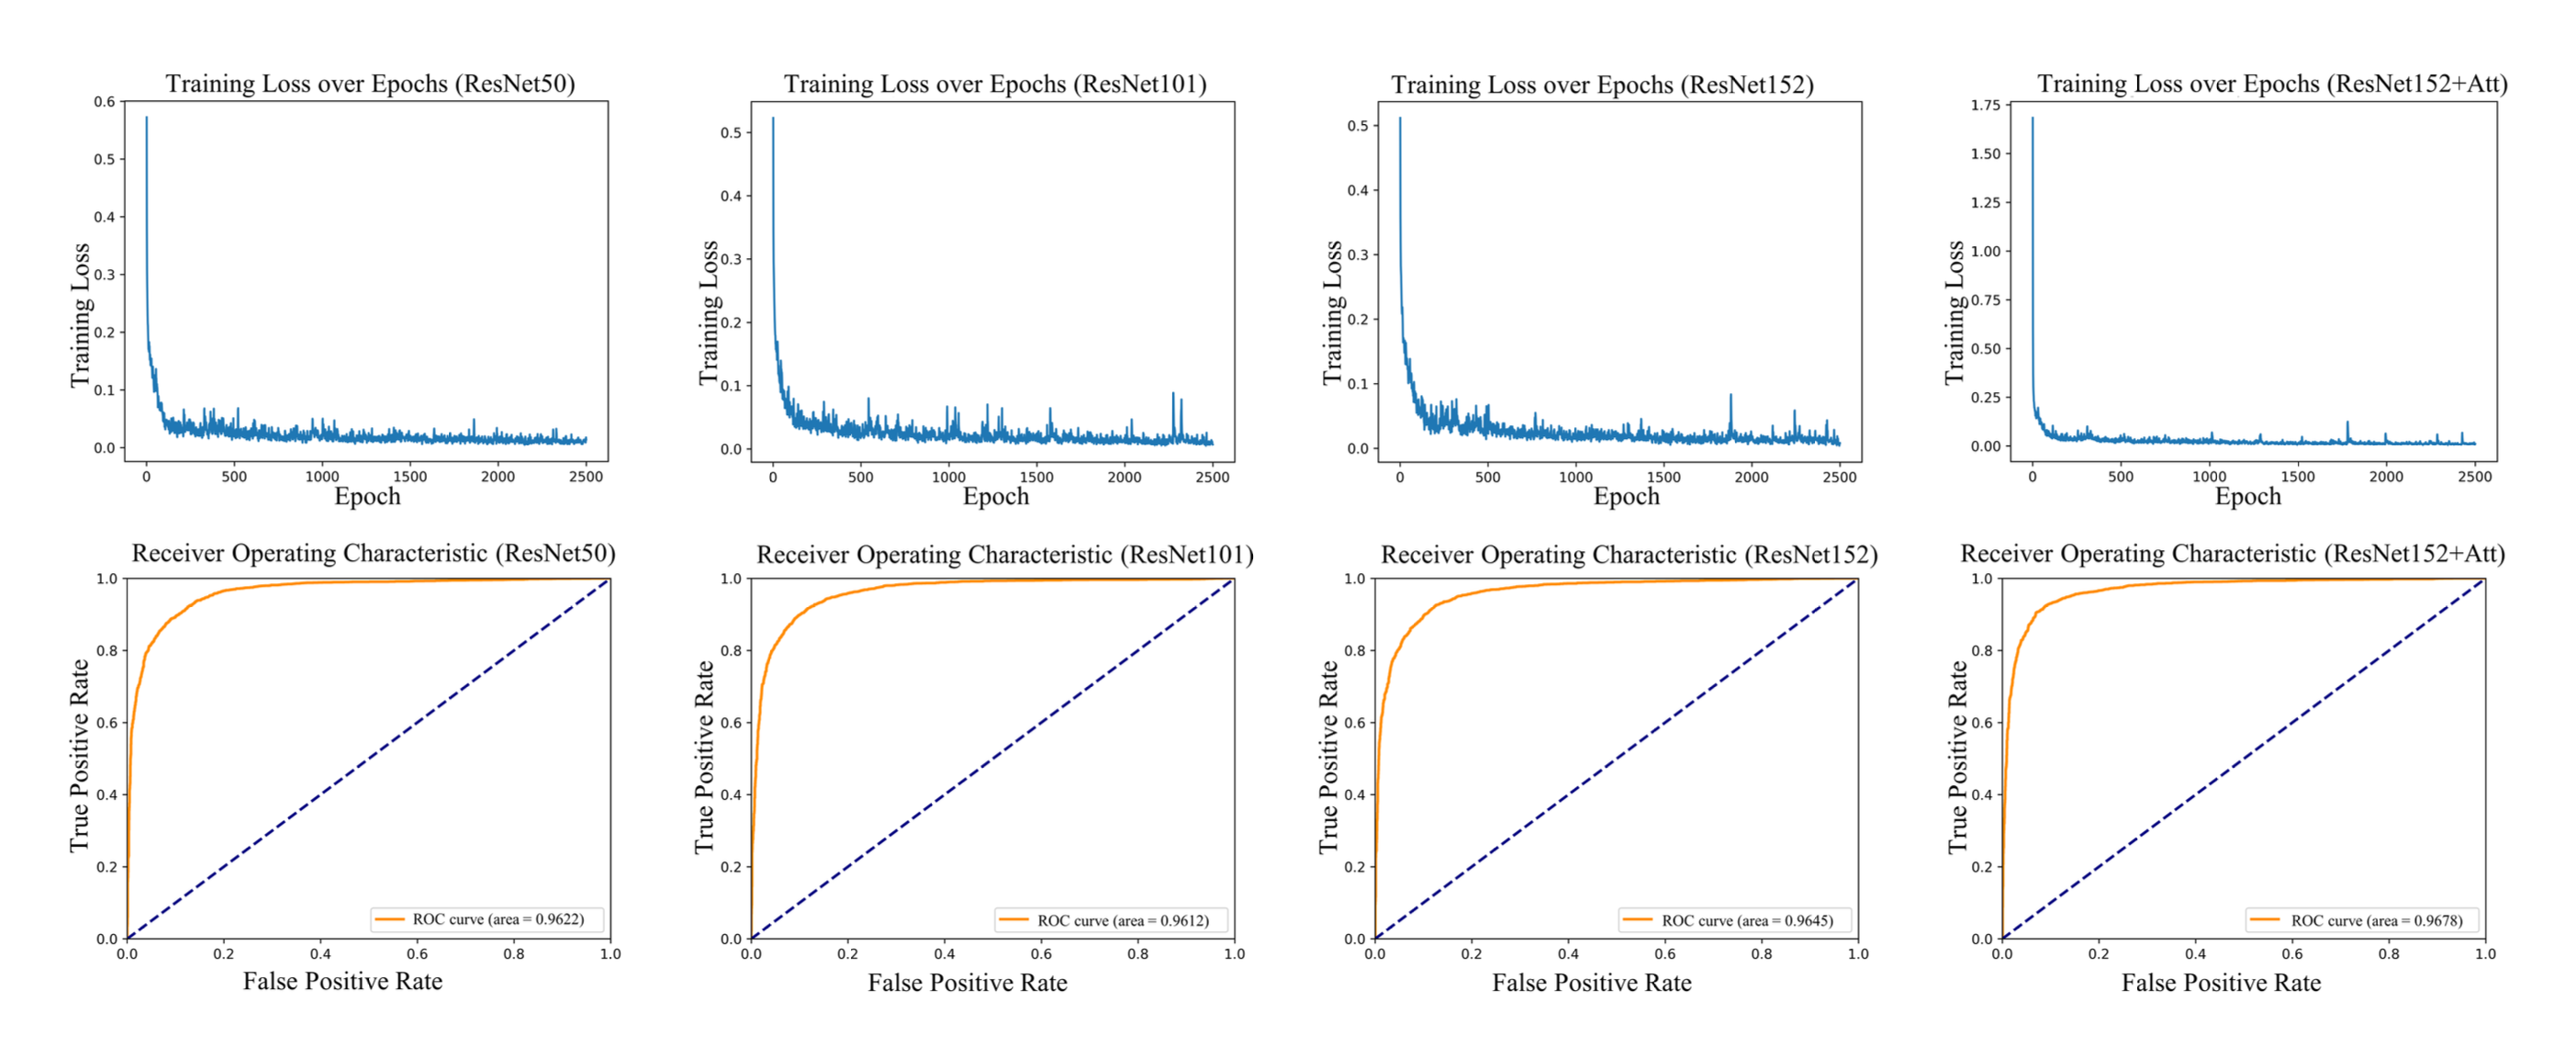 Training Loss over Epochs (ResNet50)
0.6
0.5
0.4
0.3
0.2
0.1
0.0
Training Loss
0 500 1000 1500 2000 2500
Epoch
Training Loss over Epochs (ResNet101)
0.5
0.4
0.3
0.2
0.1
0.0
Training Loss
0 500 1000 1500 2000 2500
Epoch
Training Loss over Epochs (ResNet152)
0.5
0.4
0.3
0.2
0.1
0.0
Training Loss
0 500 1000 1500 2000 2500
Epoch
Training Loss over Epochs (ResNet152+Att)
1.75
1.50
1.25
1.00
0.75
0.50
0.25
0.00
Training Loss
0 500 1000 1500 2000 2500
Epoch
Receiver Operating Characteristic (ResNet50)
1.0
0.8
0.6
0.4
0.2
0.0
True Positive Rate
ROC curve (area = 0.9622)
0.0 0.2 0.4 0.6 0.8 1.0
False Positive Rate
Receiver Operating Characteristic (ResNet101)
1.0
0.8
0.6
0.4
0.2
0.0
True Positive Rate
ROC curve (area = 0.9612)
0.0 0.2 0.4 0.6 0.8 1.0
False Positive Rate
Receiver Operating Characteristic (ResNet152)
1.0
0.8
0.6
0.4
0.2
0.0
True Positive Rate
ROC curve (area = 0.9645)
0.0 0.2 0.4 0.6 0.8 1.0
False Positive Rate
Receiver Operating Characteristic (ResNet152+Att)
1.0
0.8
0.6
0.4
0.2
0.0
True Positive Rate
ROC curve (area = 0.9678)
0.0 0.2 0.4 0.6 0.8 1.0
False Positive Rate